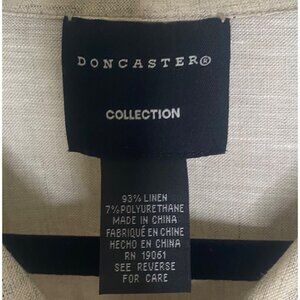 DONCASTER®
COLLECTION
93% LINEN
7% POLYURETHANE
MADE IN CHINA
FABRIQUÉ EN CHINE
HECHO EN CHINA
RN 19061
SEE REVERSE
FOR CARE